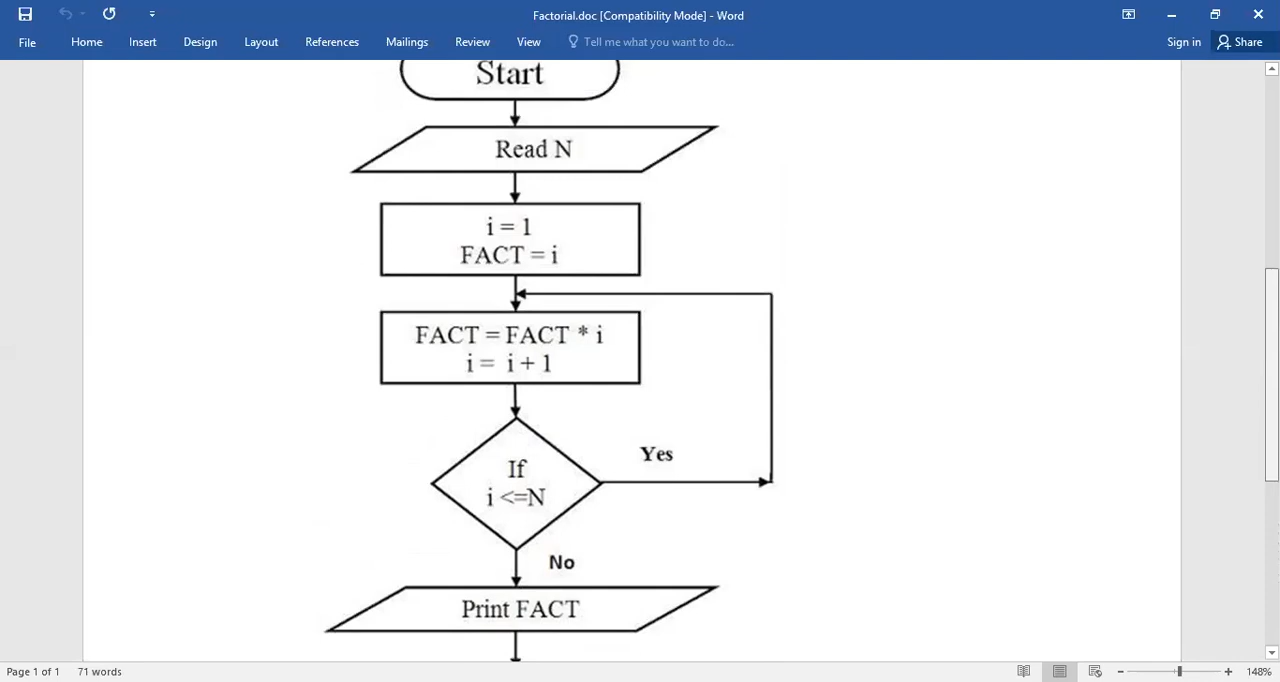 Factorial.doc [Compatibility Mode] - Word
File Home Insert Design Layout References Mailings Review View Tell me what you want to do... Sign in Share
Start
Read N
i = 1
FACT = i
FACT = FACT * i
i = i + 1
If
i <=N
Yes
No
Print FACT
Page 1 of 1 71 words 148%